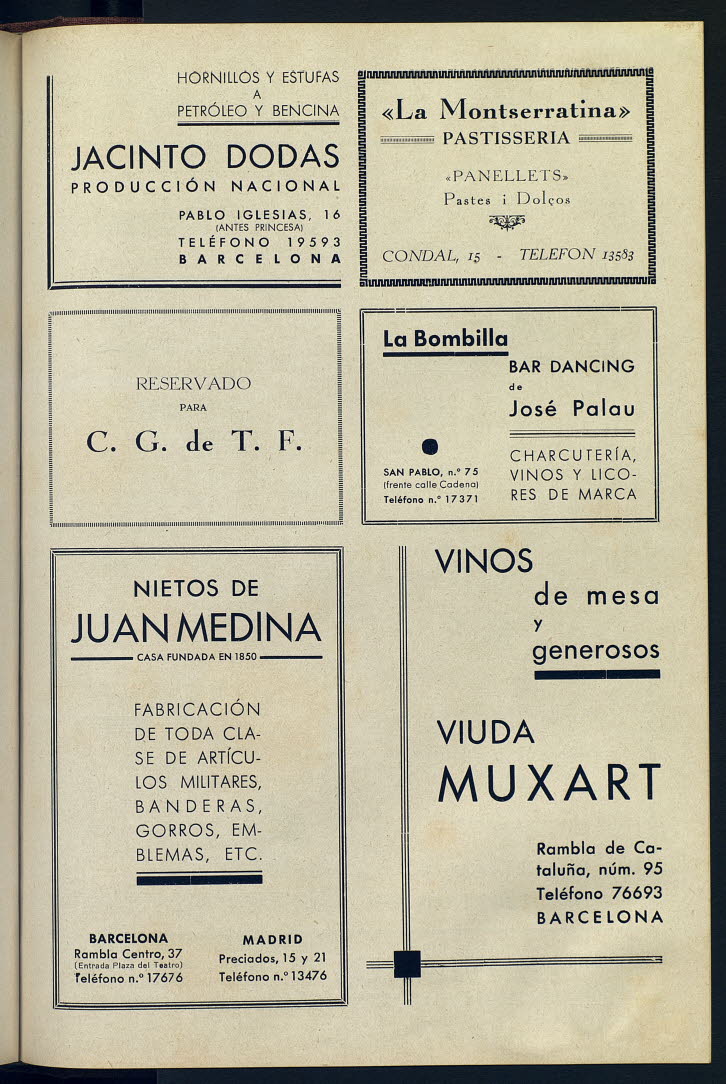 HORNILLOS Y ESTUFAS
A
PETRÓLEO Y BENCINA
JACINTO DODAS
PRODUCCIÓN NACIONAL
PABLO IGLESIAS, 16
(ANTES PRINCESA)
TELÉFONO 19593
BARCELONA
«La Montserratina»
PASTISSERIA
«PANELLETS»
Pastes i Dolços
CONDAL, 15 - TELEFON 13583
RESERVADO
PARA
C. G. de T. F.
La Bombilla
BAR DANCING
de
José Palau
SAN PABLO, n.º 75
(frente calle Cadena)
Teléfono n.º 17371
CHARCUTERÍA,
VINOS Y LICO-
RES DE MARCA
NIETOS DE
JUAN MEDINA
CASA FUNDADA EN 1850
FABRICACIÓN
DE TODA CLA-
SE DE ARTÍCU-
LOS MILITARES,
BANDERAS,
GORROS, EM-
BLEMAS, ETC.
BARCELONA
Rambla Centro, 37
(Entrada Plaza del Teatro)
Teléfono n.º 17676
MADRID
Preciados, 15 y 21
Teléfono n.º 13476
VINOS
de mesa
y
generosos
VIUDA
MUXART
Rambla de Ca-
taluña, núm. 95
Teléfono 76693
BARCELONA